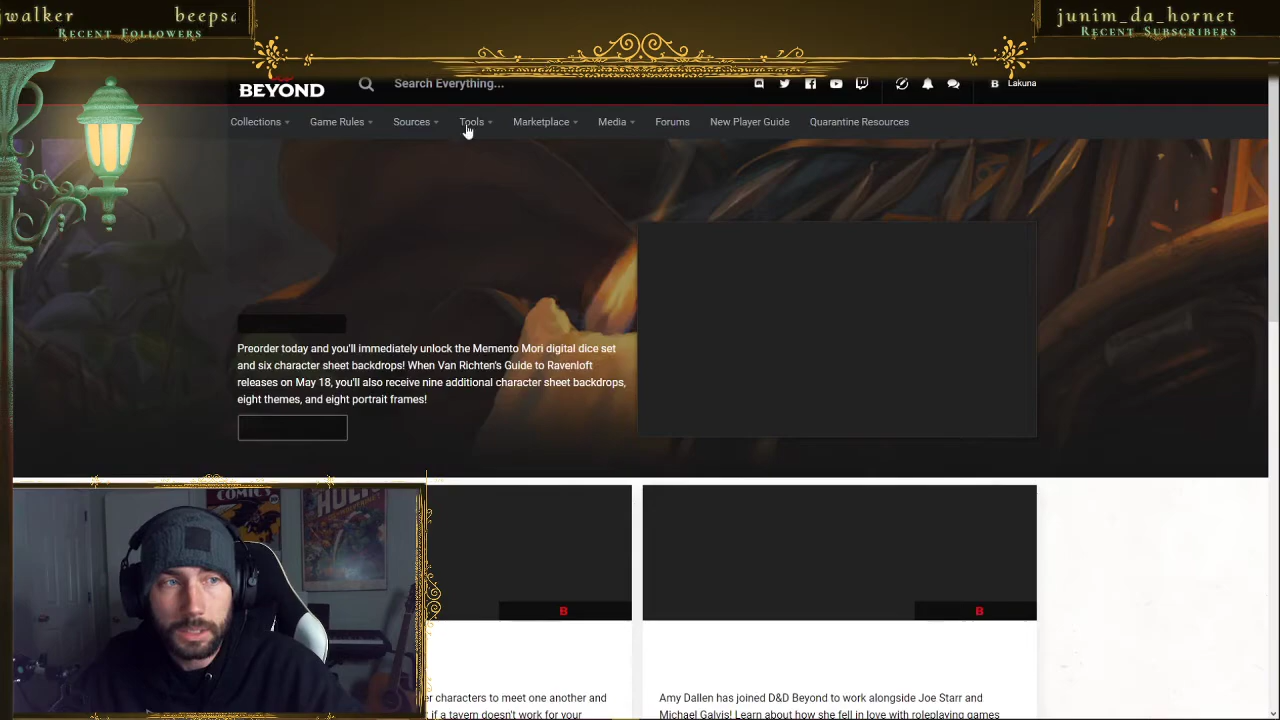 jwalker beepsa
Recent Followers
junim_da_hornet
Recent Subscribers
BEYOND
Search Everything...
B Lakuna
Collections Game Rules Sources Tools Marketplace Media Forums New Player Guide Quarantine Resources
Preorder today and you'll immediately unlock the Memento Mori digital dice set
and six character sheet backdrops! When Van Richten's Guide to Ravenloft
releases on May 18, you'll also receive nine additional character sheet backdrops,
eight themes, and eight portrait frames!
COMICS
HULK
B
B
er characters to meet one another and
if a tavern doesn't work for your
Amy Dallen has joined D&D Beyond to work alongside Joe Starr and
Michael Galvis! Learn about how she fell in love with roleplaying games